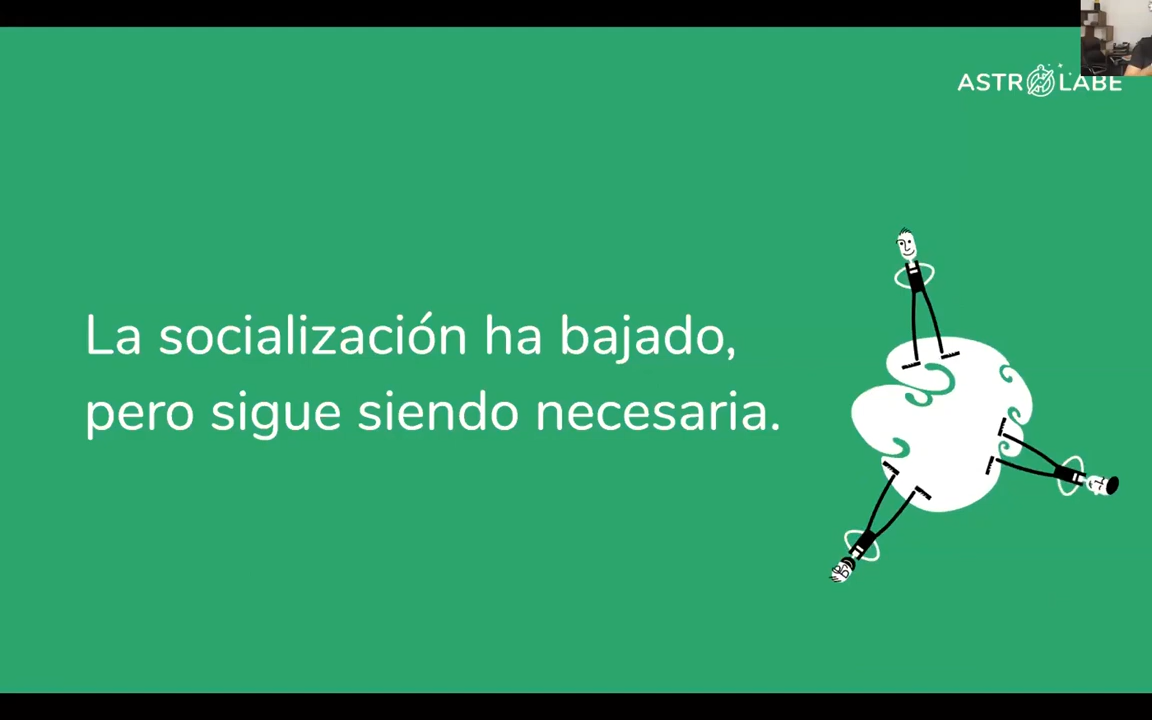 ASTROLABE
La socialización ha bajado,
pero sigue siendo necesaria.